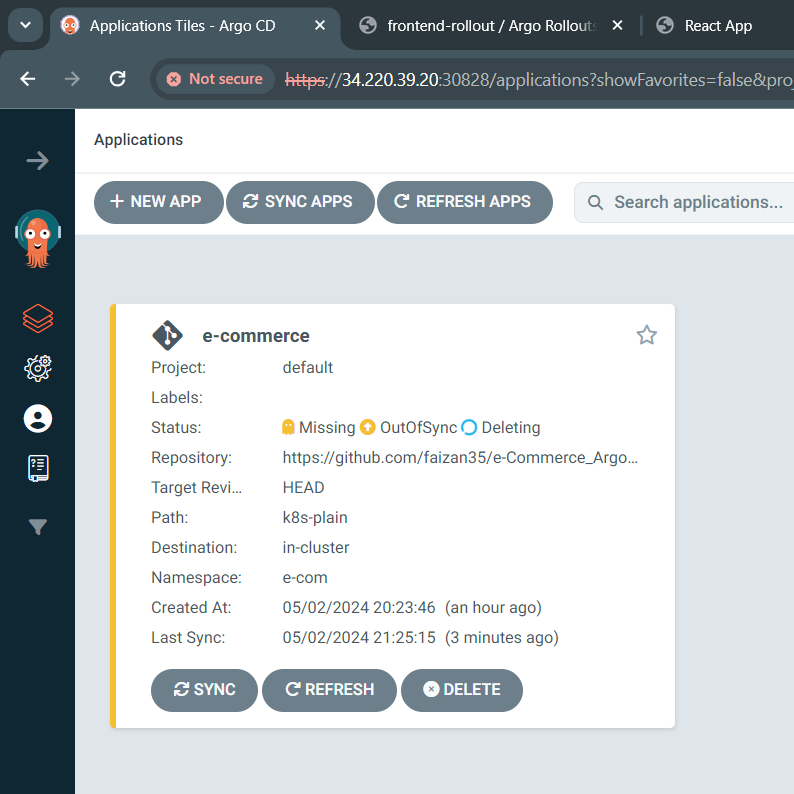 Applications Tiles - Argo CD
frontend-rollout / Argo Rollouts
React App
Not secure https://34.220.39.20:30828/applications?showFavorites=false&proj
Applications
NEW APP
SYNC APPS
REFRESH APPS
Search applications...
e-commerce
Project: default
Labels:
Status: Missing OutOfSync Deleting
Repository: https://github.com/faizan35/e-Commerce_Argo...
Target Revi... HEAD
Path: k8s-plain
Destination: in-cluster
Namespace: e-com
Created At: 05/02/2024 20:23:46 (an hour ago)
Last Sync: 05/02/2024 21:25:15 (3 minutes ago)
SYNC
REFRESH
DELETE